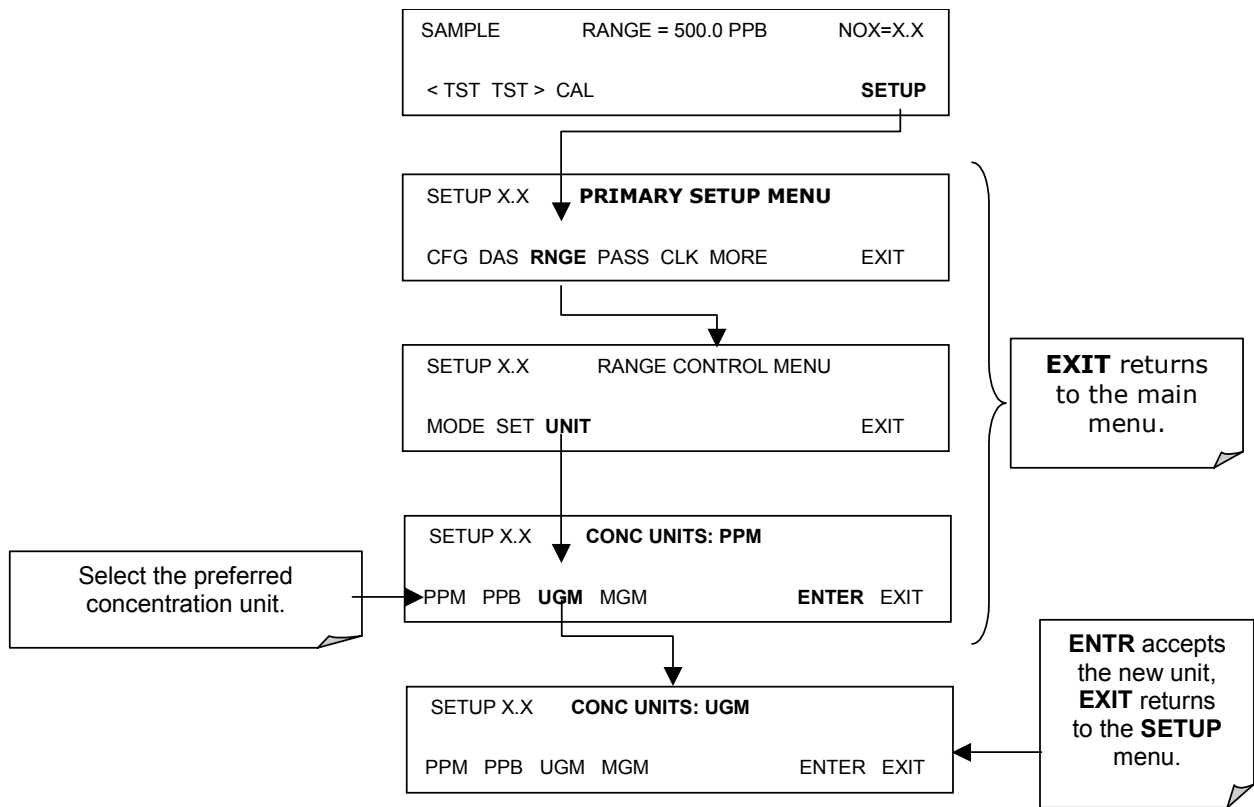 SAMPLE RANGE = 500.0 PPB NOX=X.X
< TST TST > CAL SETUP
SETUP X.X PRIMARY SETUP MENU
CFG DAS RNGE PASS CLK MORE EXIT
SETUP X.X RANGE CONTROL MENU
MODE SET UNIT EXIT
EXIT returns
to the main
menu.
SETUP X.X CONC UNITS: PPM
PPM PPB UGM MGM ENTER EXIT
Select the preferred
concentration unit.
SETUP X.X CONC UNITS: UGM
PPM PPB UGM MGM ENTER EXIT
ENTR accepts
the new unit,
EXIT returns
to the SETUP
menu.